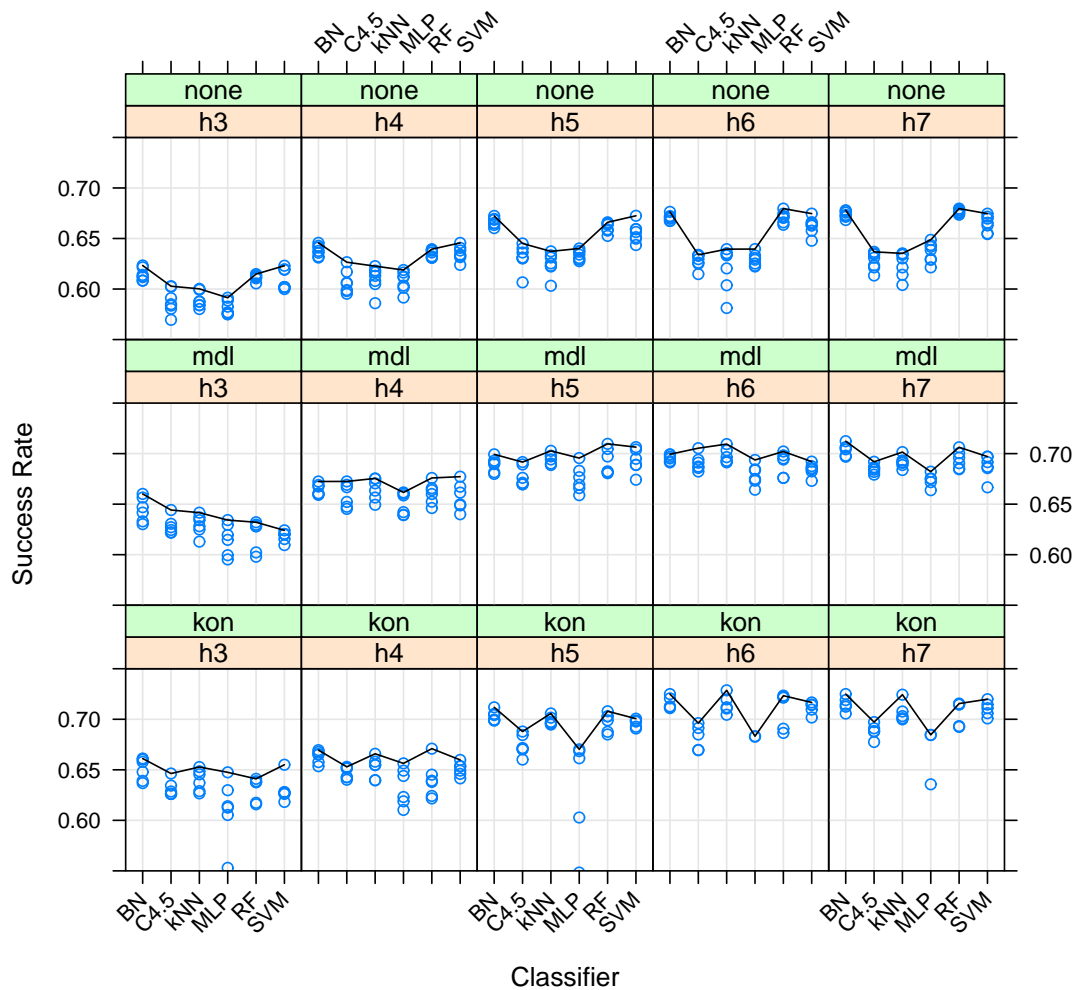 BN C4.5 kNN MLP RF SVM BN C4.5 kNN MLP RF SVM
none none none none none
h3 h4 h5 h6 h7
0.70
0.65
0.60
mdl mdl mdl mdl mdl
h3 h4 h5 h6 h7
0.70
0.65
0.60
kon kon kon kon kon
h3 h4 h5 h6 h7
0.70
0.65
0.60
BN C4.5 kNN MLP RF SVM BN C4.5 kNN MLP RF SVM BN C4.5 kNN MLP RF SVM
Success Rate
Classifier